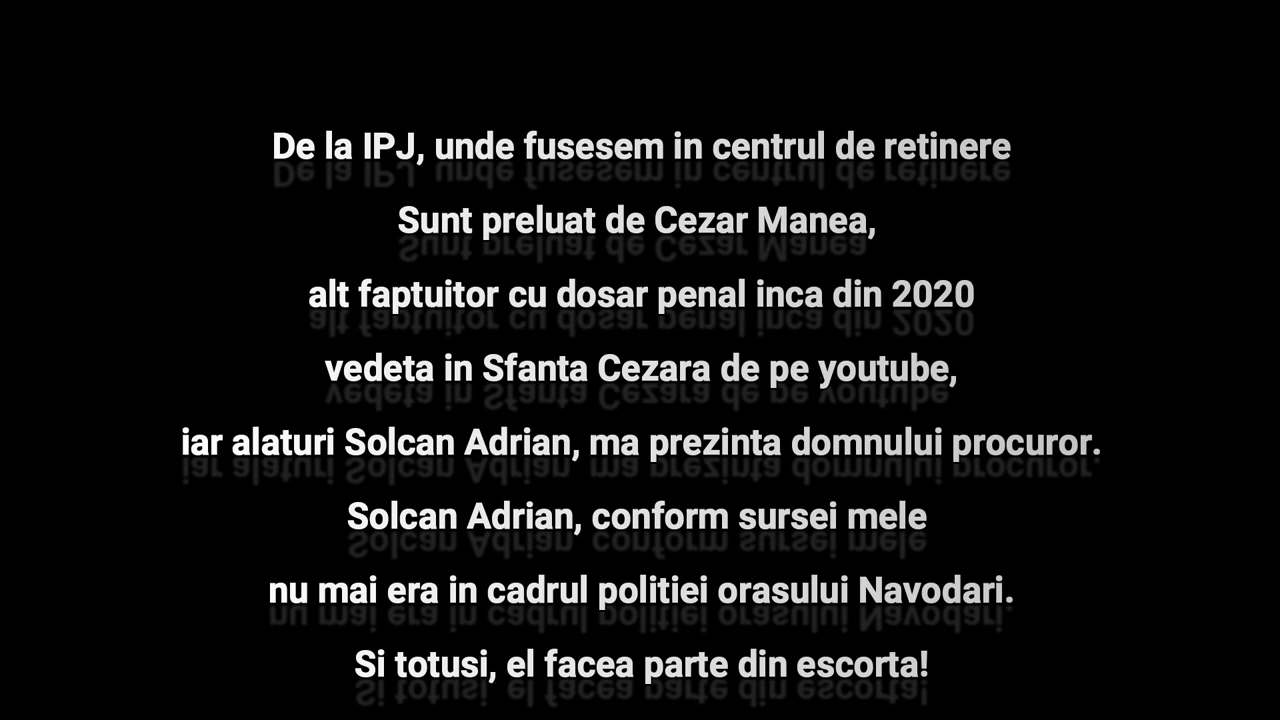 De la IPJ, unde fusesem in centrul de retinere
Sunt preluat de Cezar Manea,
alt faptuitor cu dosar penal inca din 2020
vedeta in Sfanta Cezara de pe youtube,
iar alaturi Solcan Adrian, ma prezinta domnului procuror.
Solcan Adrian, conform sursei mele
nu mai era in cadrul politiei orasului Navodari.
Si totusi, el facea parte din escorta!